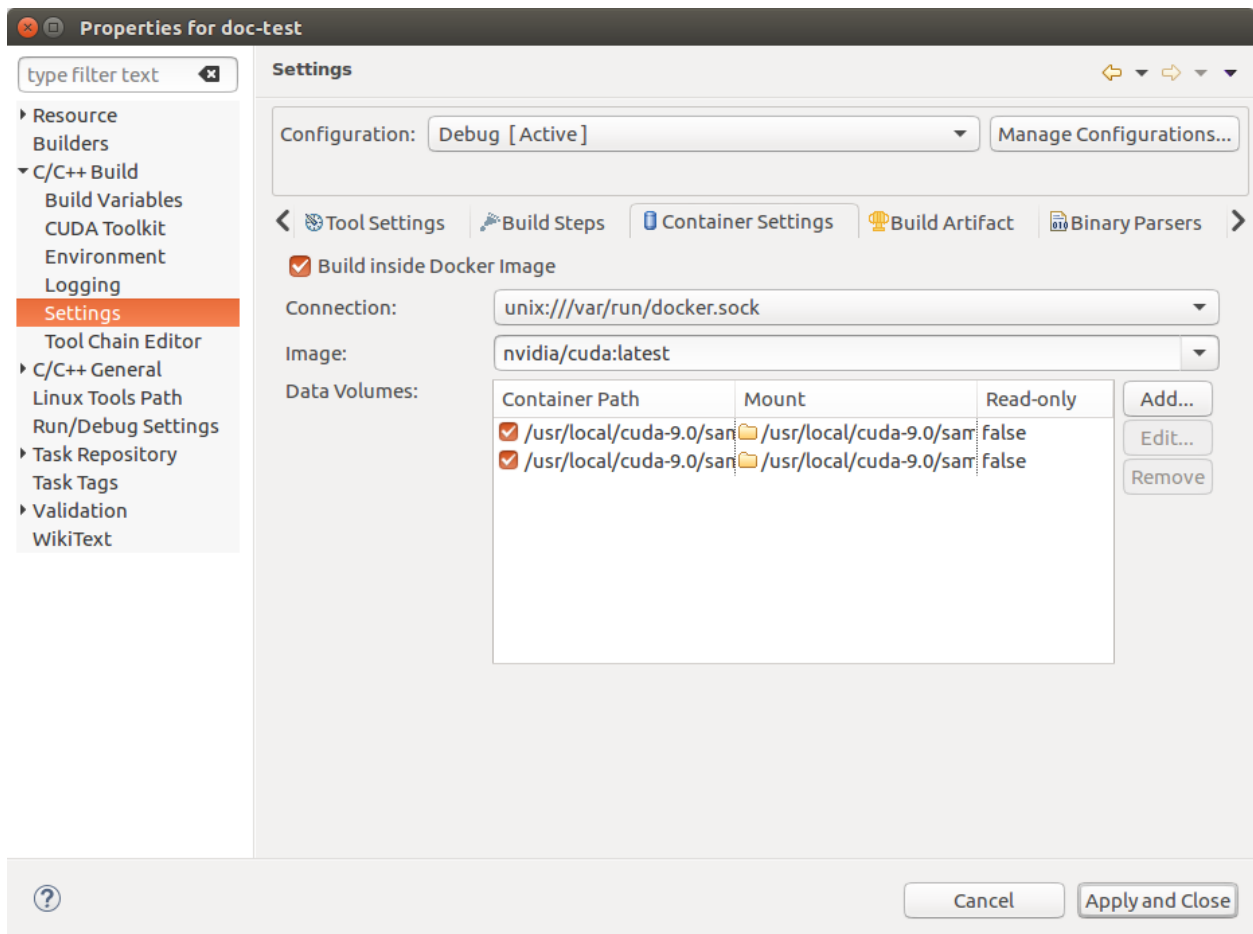 Properties for doc-test
type filter text
Resource
Builders
C/C++ Build
Build Variables
CUDA Toolkit
Environment
Logging
Settings
Tool Chain Editor
C/C++ General
Linux Tools Path
Run/Debug Settings
Task Repository
Task Tags
Validation
WikiText
Settings
Configuration: Debug [Active] Manage Configurations...
Tool Settings Build Steps Container Settings Build Artifact Binary Parsers
Build inside Docker Image
Connection: unix:///var/run/docker.sock
Image: nvidia/cuda:latest
Data Volumes:
Container Path Mount Read-only
/usr/local/cuda-9.0/san /usr/local/cuda-9.0/sam false
/usr/local/cuda-9.0/san /usr/local/cuda-9.0/sam false
Add...
Edit...
Remove
Cancel Apply and Close